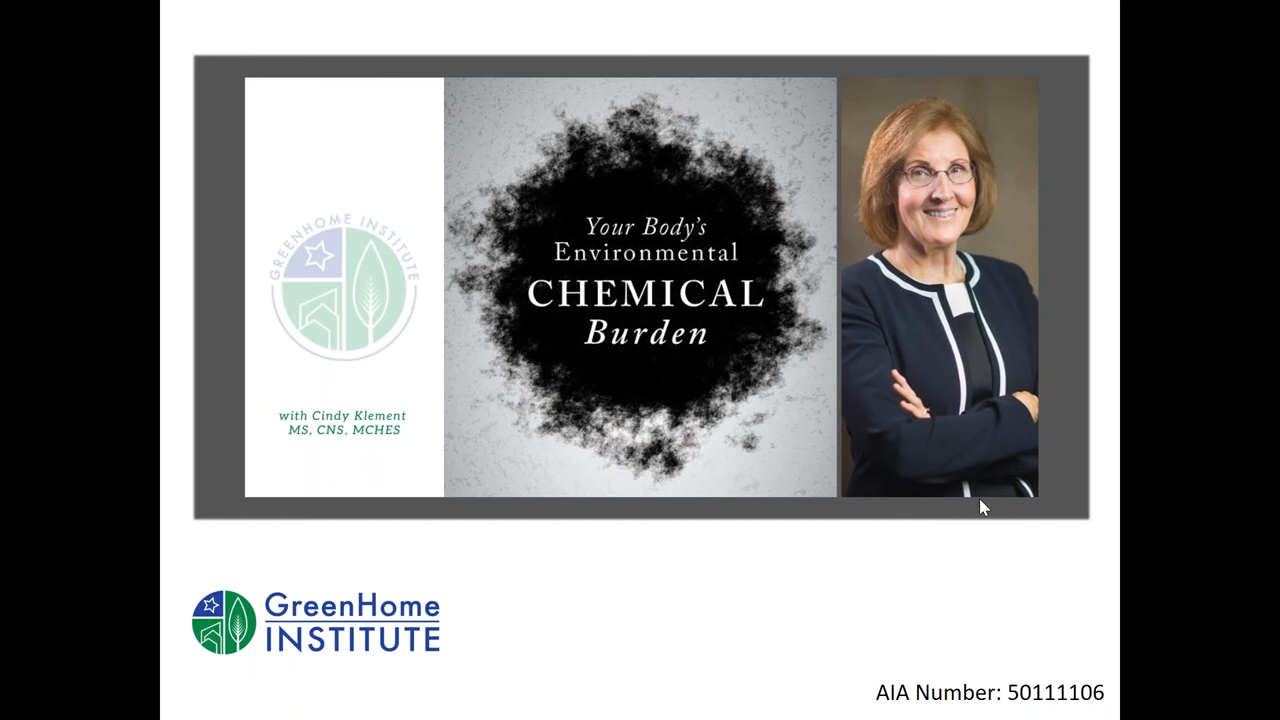 GREENHOME INSTITUTE
with Cindy Klement
MS, CNS, MCHES
Your Body's
Environmental
CHEMICAL
Burden
GreenHome
INSTITUTE
AIA Number: 50111106